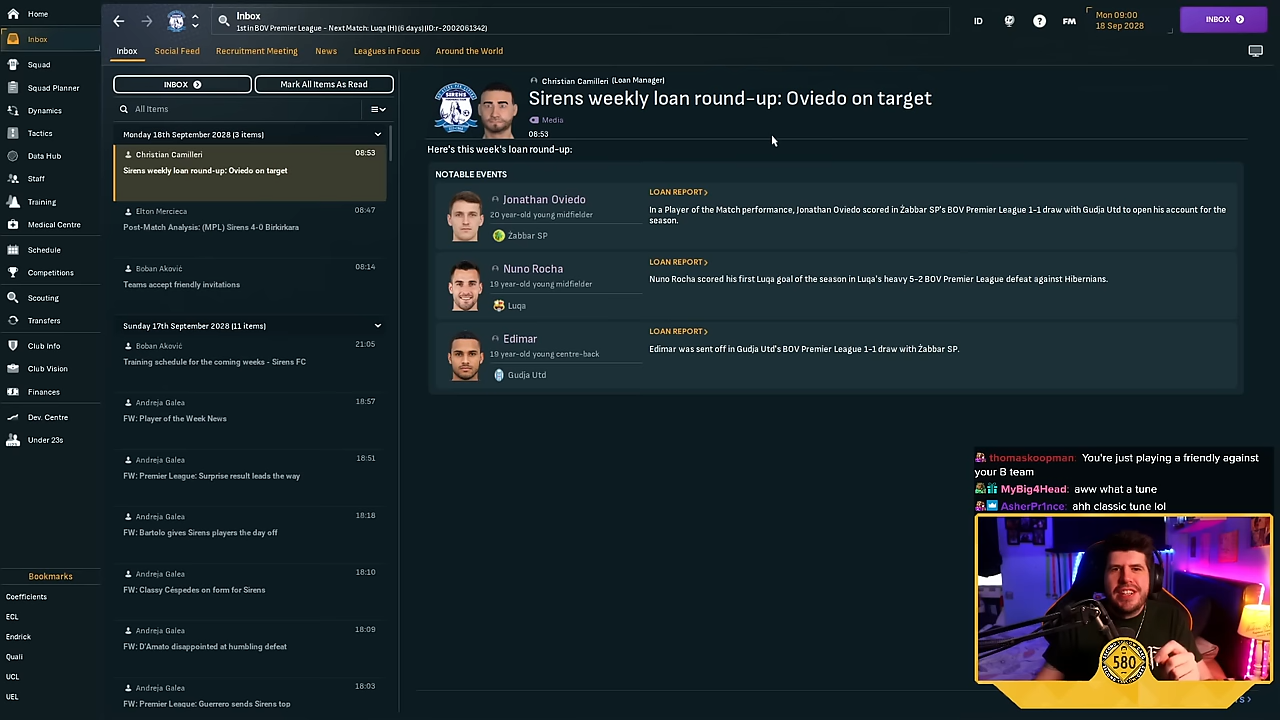 Home
Inbox
Squad
Squad Planner
Dynamics
Tactics
Data Hub
Staff
Training
Medical Centre
Schedule
Competitions
Scouting
Transfers
Club Info
Club Vision
Finances
Dev. Centre
Under 23s
Bookmarks
Coefficients
ECL
Endrick
Quali
UCL
UEL
Inbox
1st in BOV Premier League - Next Match: Luqa (H) (6 days) (ID:r-2002061342)
ID
FM
Mon 09:00
18 Sep 2028
INBOX
Inbox
Social Feed
Recruitment Meeting
News
Leagues in Focus
Around the World
INBOX
Mark All Items As Read
All Items
Monday 18th September 2028 (3 items)
Christian Camilleri 08:53
Sirens weekly loan round-up: Oviedo on target
Elton Mercieca 08:47
Post-Match Analysis: (MPL) Sirens 4-0 Birkirkara
Boban Aković 08:14
Teams accept friendly invitations
Sunday 17th September 2028 (11 items)
Boban Aković 21:05
Training schedule for the coming weeks - Sirens FC
Andreja Galea 18:57
FW: Player of the Week News
Andreja Galea 18:51
FW: Premier League: Surprise result leads the way
Andreja Galea 18:18
FW: Bartolo gives Sirens players the day off
Andreja Galea 18:10
FW: Classy Céspedes on form for Sirens
Andreja Galea 18:09
FW: D'Amato disappointed at humbling defeat
Andreja Galea 18:03
FW: Premier League: Guerrero sends Sirens top
SIRENS
Christian Camilleri (Loan Manager)
Sirens weekly loan round-up: Oviedo on target
Media
08:53
Here's this week's loan round-up:
NOTABLE EVENTS
Jonathan Oviedo
20 year-old young midfielder
Żabbar SP
LOAN REPORT
In a Player of the Match performance, Jonathan Oviedo scored in Żabbar SP's BOV Premier League 1-1 draw with Gudja Utd to open his account for the
season.
Nuno Rocha
19 year-old young midfielder
Luqa
LOAN REPORT
Nuno Rocha scored his first Luqa goal of the season in Luqa's heavy 5-2 BOV Premier League defeat against Hibernians.
Edimar
19 year-old young centre-back
Gudja Utd
LOAN REPORT
Edimar was sent off in Gudja Utd's BOV Premier League 1-1 draw with Żabbar SP.
thomaskoopman: You're just playing a friendly against
your B team
MyBig4Head: aww what a tune
AsherPr1nce: ahh classic tune lol
580